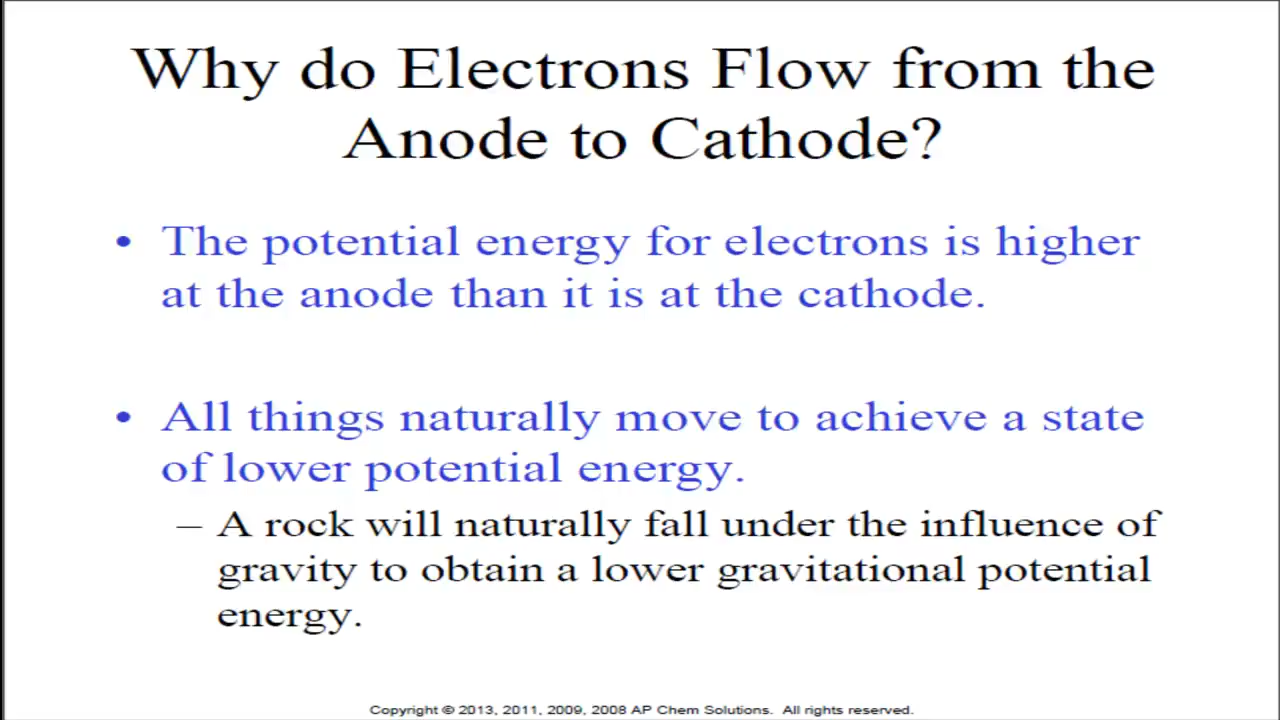 Why do Electrons Flow from the
Anode to Cathode?
• The potential energy for electrons is higher
at the anode than it is at the cathode.
• All things naturally move to achieve a state
of lower potential energy.
– A rock will naturally fall under the influence of
gravity to obtain a lower gravitational potential
energy.
Copyright © 2013, 2011, 2009, 2008 AP Chem Solutions. All rights reserved.